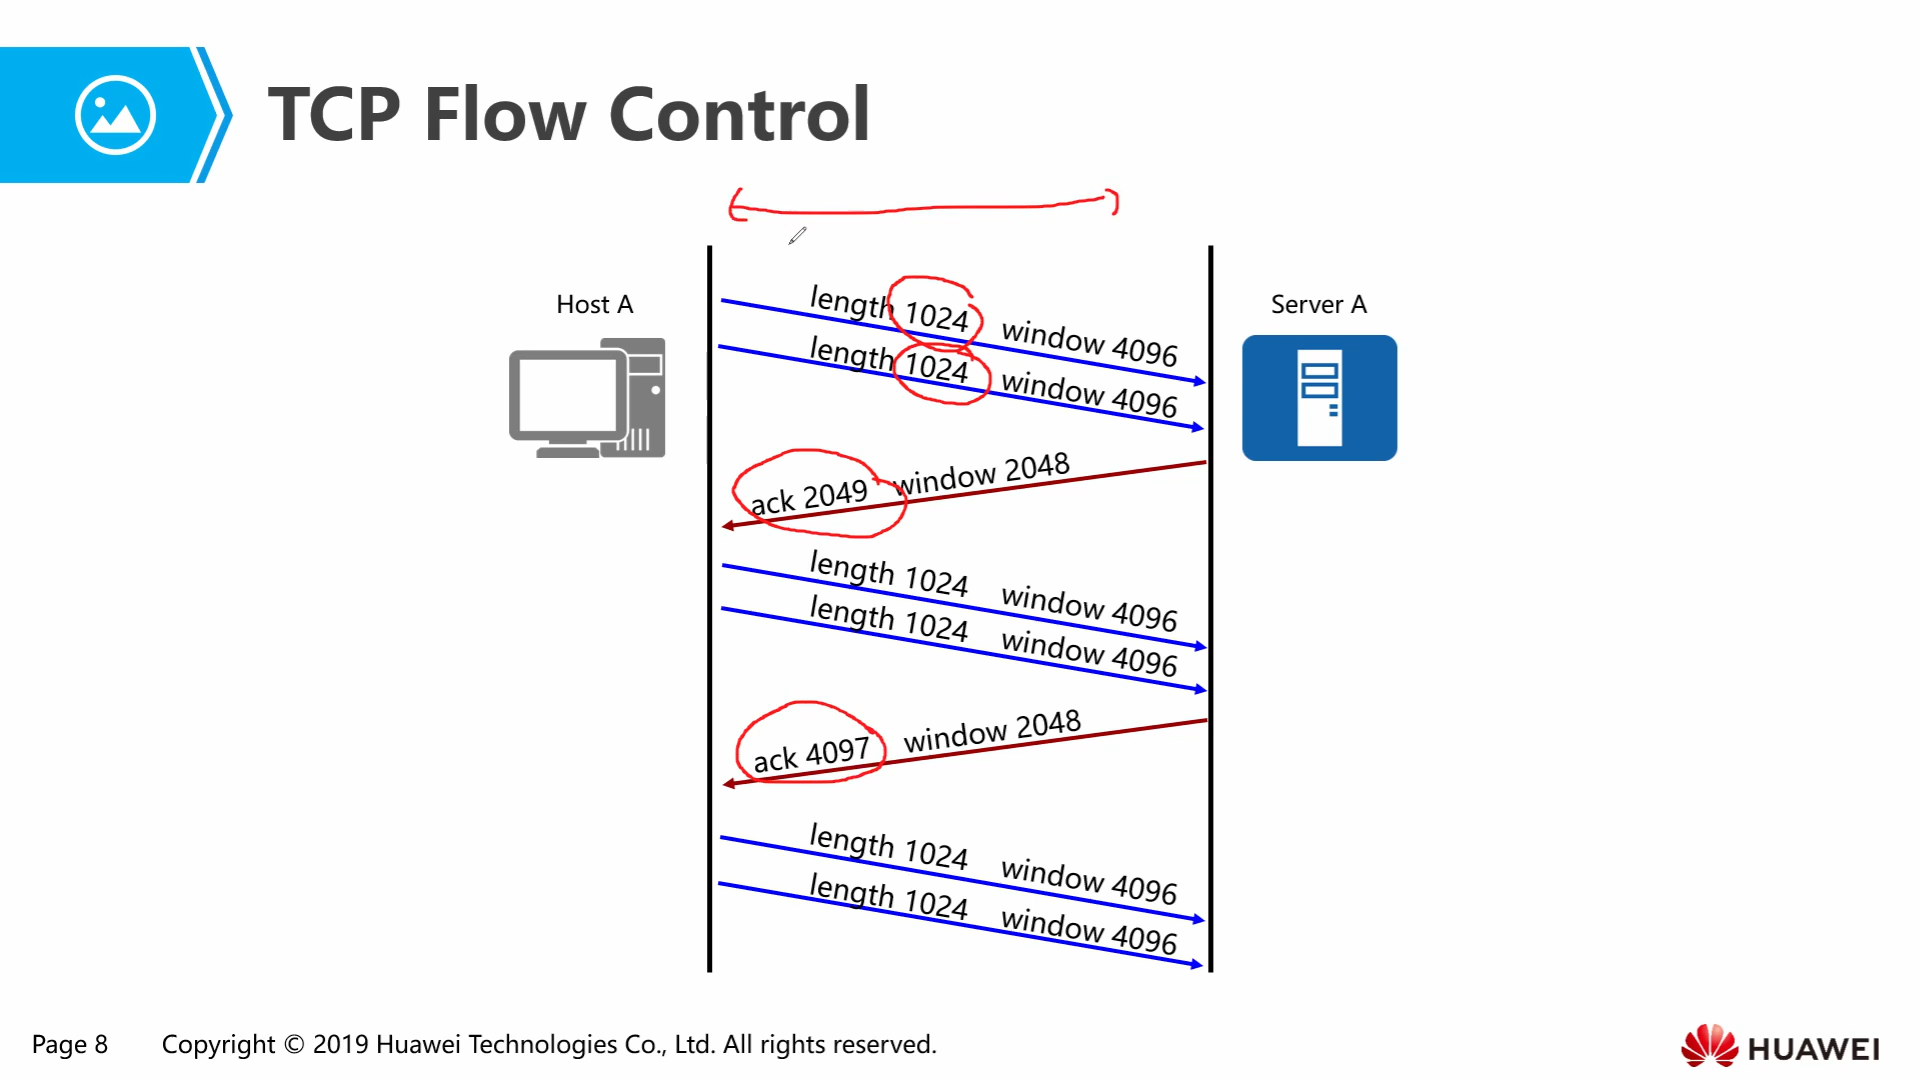 TCP Flow Control
Host A
Server A
length 1024 window 4096
length 1024 window 4096
ack 2049 window 2048
length 1024 window 4096
length 1024 window 4096
ack 4097 window 2048
length 1024 window 4096
length 1024 window 4096
Page 8 Copyright © 2019 Huawei Technologies Co., Ltd. All rights reserved.
HUAWEI